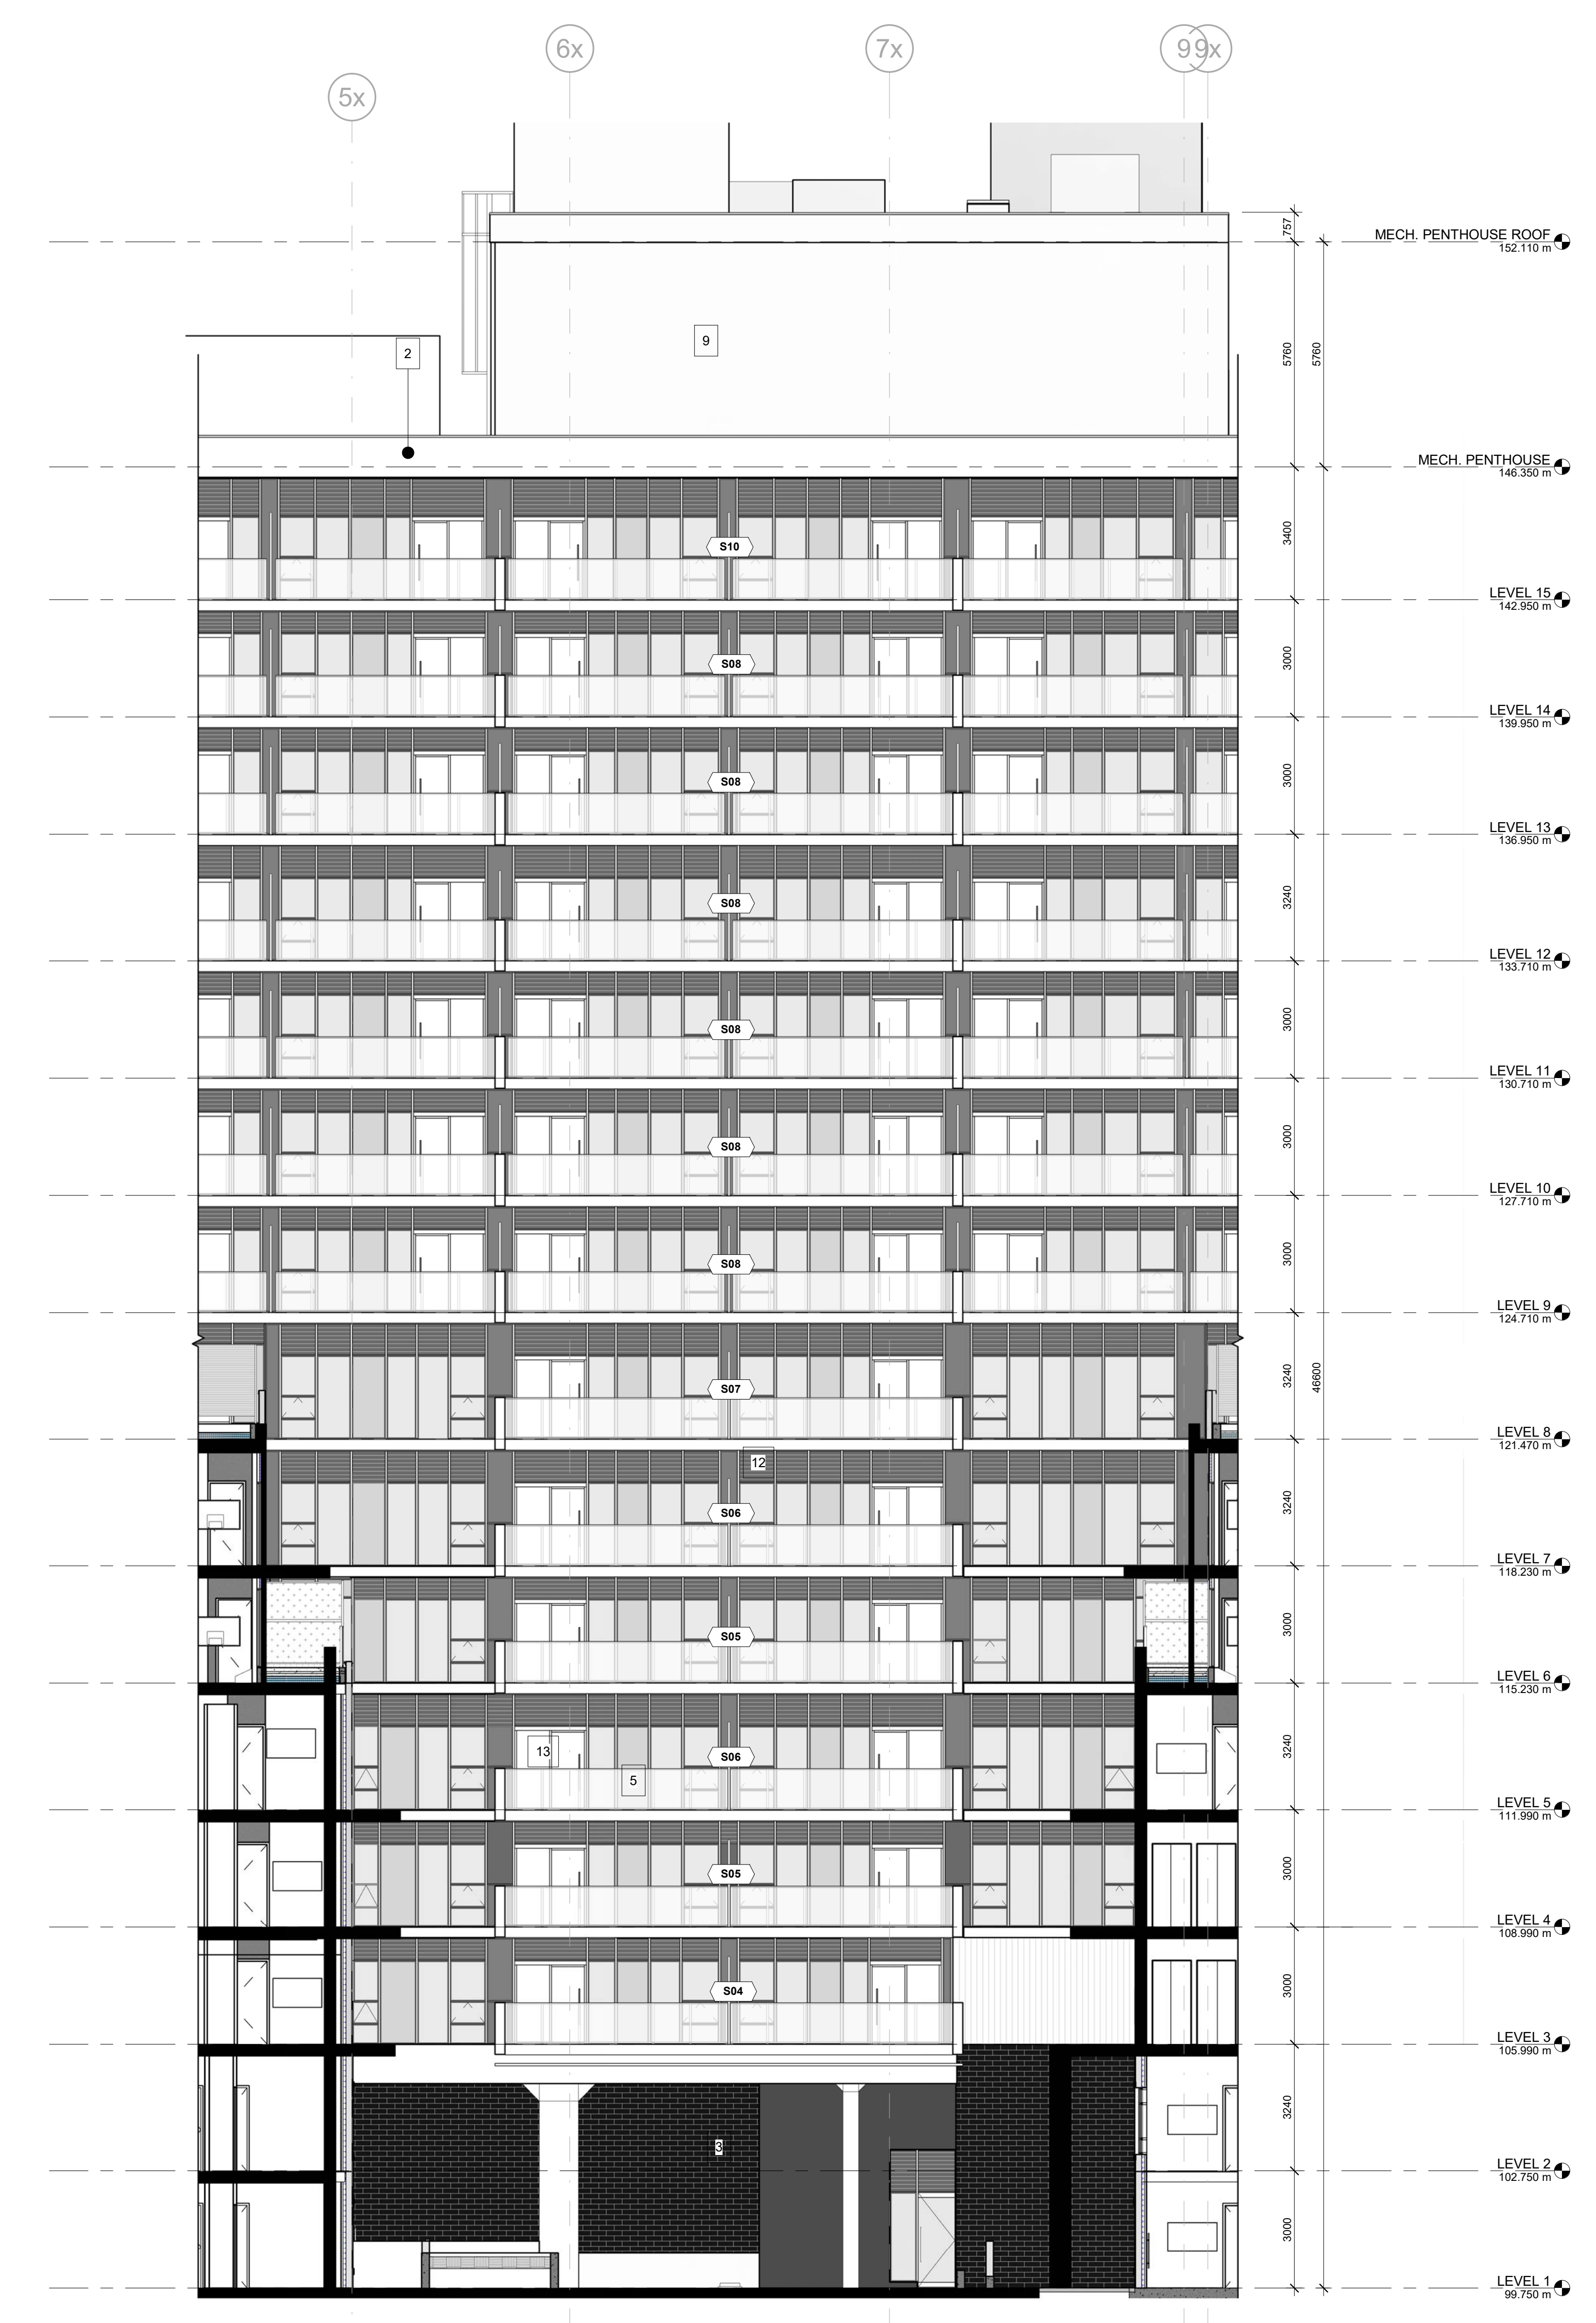 6x
7x
9
9x
5x
757
MECH. PENTHOUSE ROOF
152.110 m
9
2
5760
5760
MECH. PENTHOUSE
146.350 m
3400
S10
LEVEL 15
142.950 m
3000
S08
LEVEL 14
139.950 m
3000
S08
LEVEL 13
136.950 m
3240
S08
LEVEL 12
133.710 m
3000
S08
LEVEL 11
130.710 m
3000
S08
LEVEL 10
127.710 m
3000
S08
LEVEL 9
124.710 m
3240
46600
S07
LEVEL 8
121.470 m
12
3240
S06
LEVEL 7
118.230 m
3000
S05
LEVEL 6
115.230 m
3240
13
S06
5
LEVEL 5
111.990 m
3000
S05
LEVEL 4
108.990 m
3000
S04
LEVEL 3
105.990 m
3240
3
LEVEL 2
102.750 m
3000
LEVEL 1
99.750 m